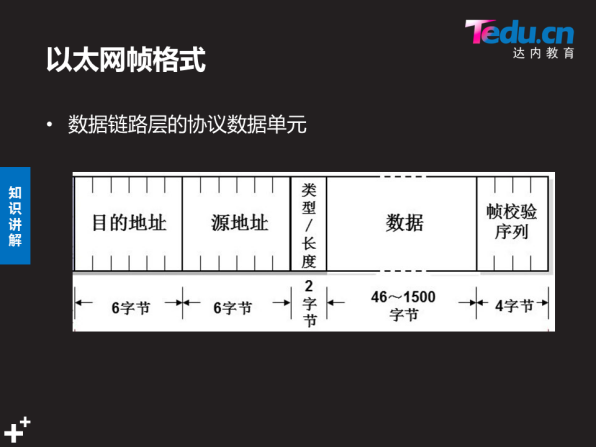 Tedu.cn
达内教育
以太网帧格式
• 数据链路层的协议数据单元
知识讲解
目的地址
源地址
类型/长度
数据
帧校验
序列
6字节
6字节
2字节
46～1500
字节
4字节